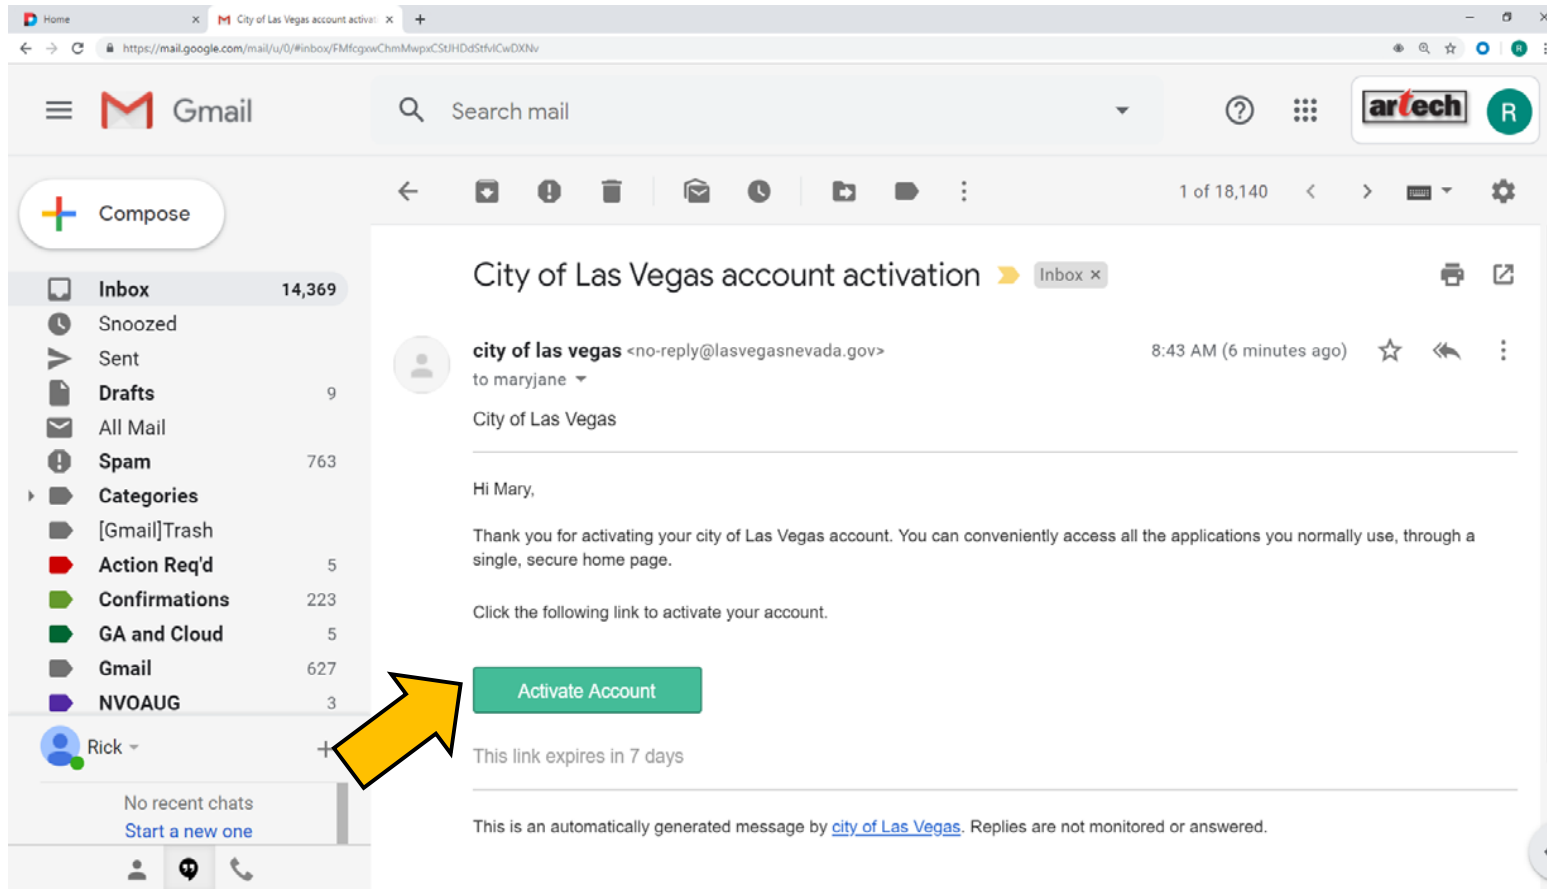 Home
City of Las Vegas account activat
https://mail.google.com/mail/u/0/#inbox/FMfcgxwChmMwpxCStJHDdStfvlCwDXNv
R
Gmail
Search mail
artech
R
Compose
1 of 18,140
Inbox 14,369
Snoozed
Sent
Drafts 9
All Mail
Spam 763
Categories
[Gmail]Trash
Action Req'd 5
Confirmations 223
GA and Cloud 5
Gmail 627
NVOAUG 3
Rick
No recent chats
Start a new one
City of Las Vegas account activation Inbox ×
city of las vegas <no-reply@lasvegasnevada.gov> 8:43 AM (6 minutes ago)
to maryjane
City of Las Vegas
Hi Mary,
Thank you for activating your city of Las Vegas account. You can conveniently access all the applications you normally use, through a
single, secure home page.
Click the following link to activate your account.
Activate Account
This link expires in 7 days
This is an automatically generated message by city of Las Vegas. Replies are not monitored or answered.